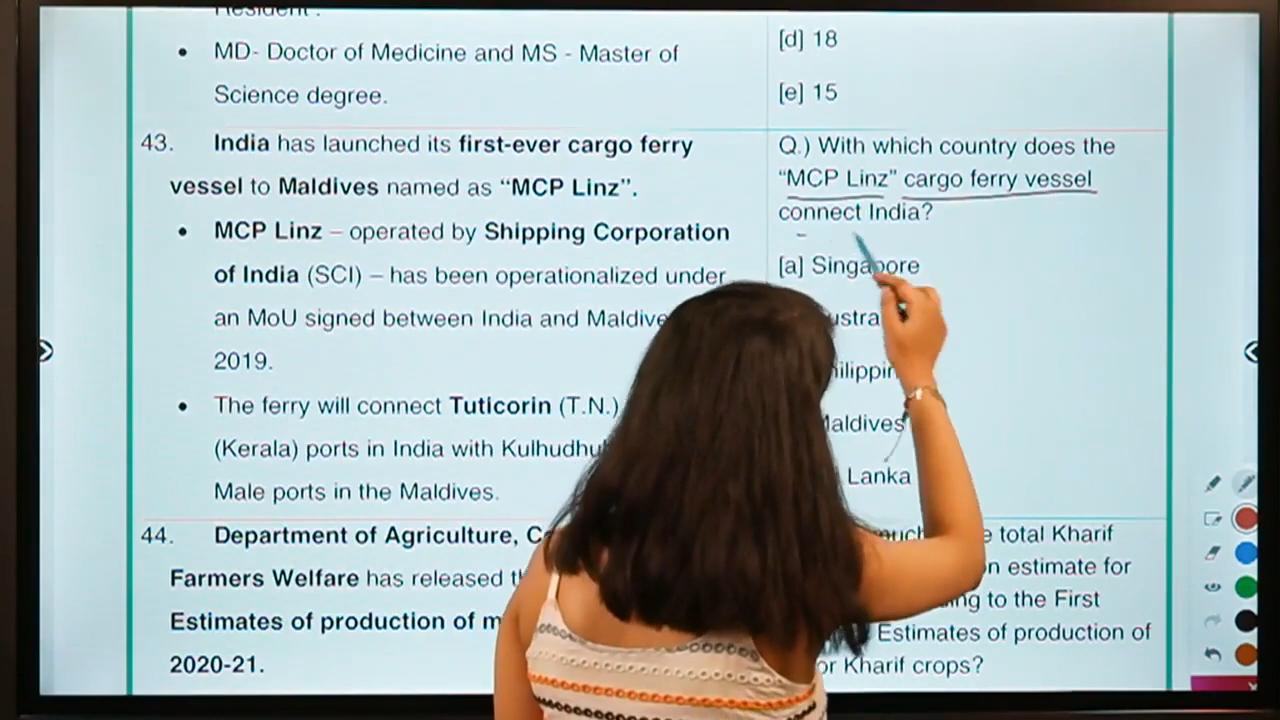 MD- Doctor of Medicine and MS - Master of
Science degree.
[d] 18
[e] 15
43. India has launched its first-ever cargo ferry
vessel to Maldives named as “MCP Linz”.
MCP Linz – operated by Shipping Corporation
of India (SCI) – has been operationalized under
an MoU signed between India and
2019.
The ferry will connect Tuticorin (T.N.)
(Kerala) ports in India with
Male ports in the Maldives.
Q.) With which country does the
“MCP Linz” cargo ferry vessel
connect India?
[a] Singapore
Maldives
Lanka
44. Department of Agriculture,
Farmers Welfare has released
Estimates of production of
2020-21.
total Kharif
estimate for
to the First
Estimates of production of
Kharif crops?